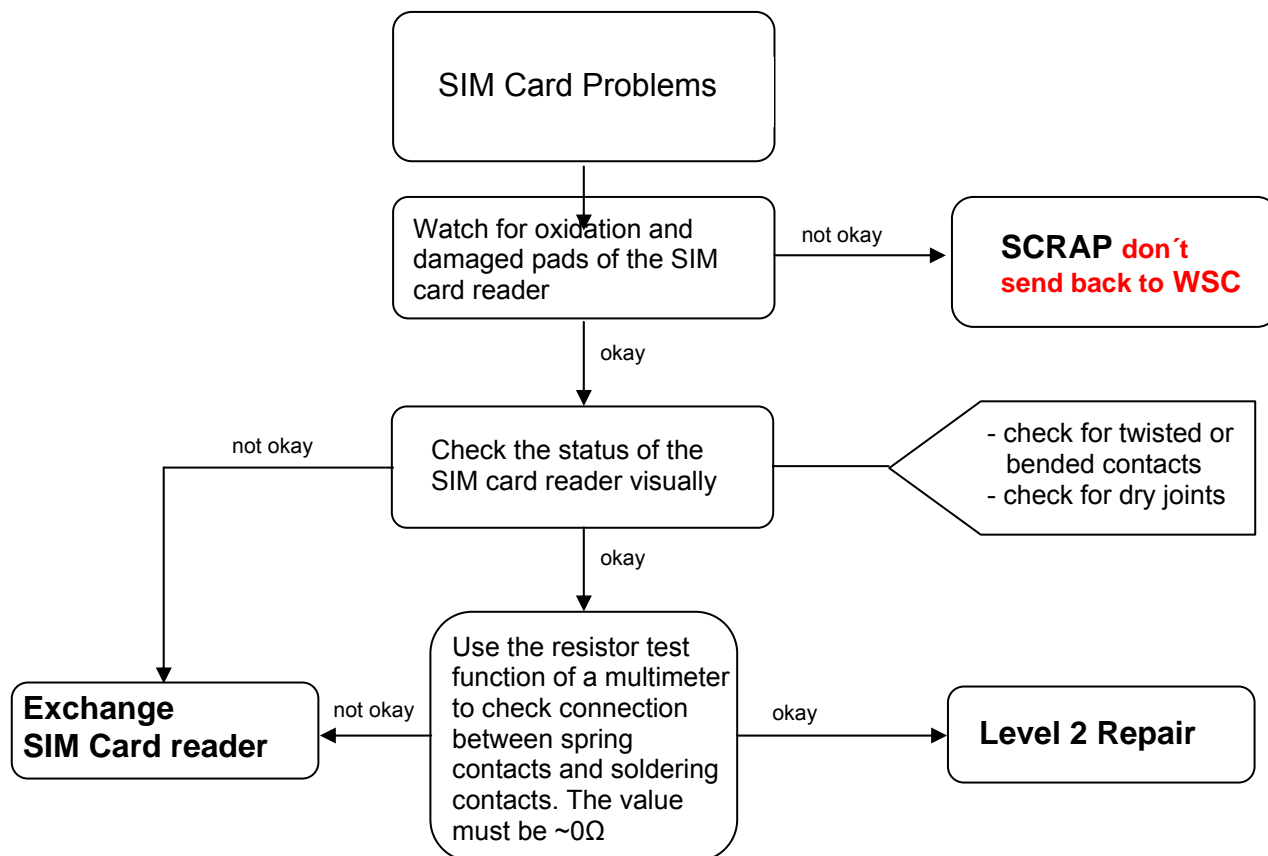 SIM Card Problems
Watch for oxidation and
damaged pads of the SIM
card reader
not okay
SCRAP don´t
send back to WSC
okay
not okay
Check the status of the
SIM card reader visually
- check for twisted or
bended contacts
- check for dry joints
okay
Use the resistor test
function of a multimeter
to check connection
between spring
contacts and soldering
contacts. The value
must be ~0Ω
not okay
Exchange
SIM Card reader
okay
Level 2 Repair